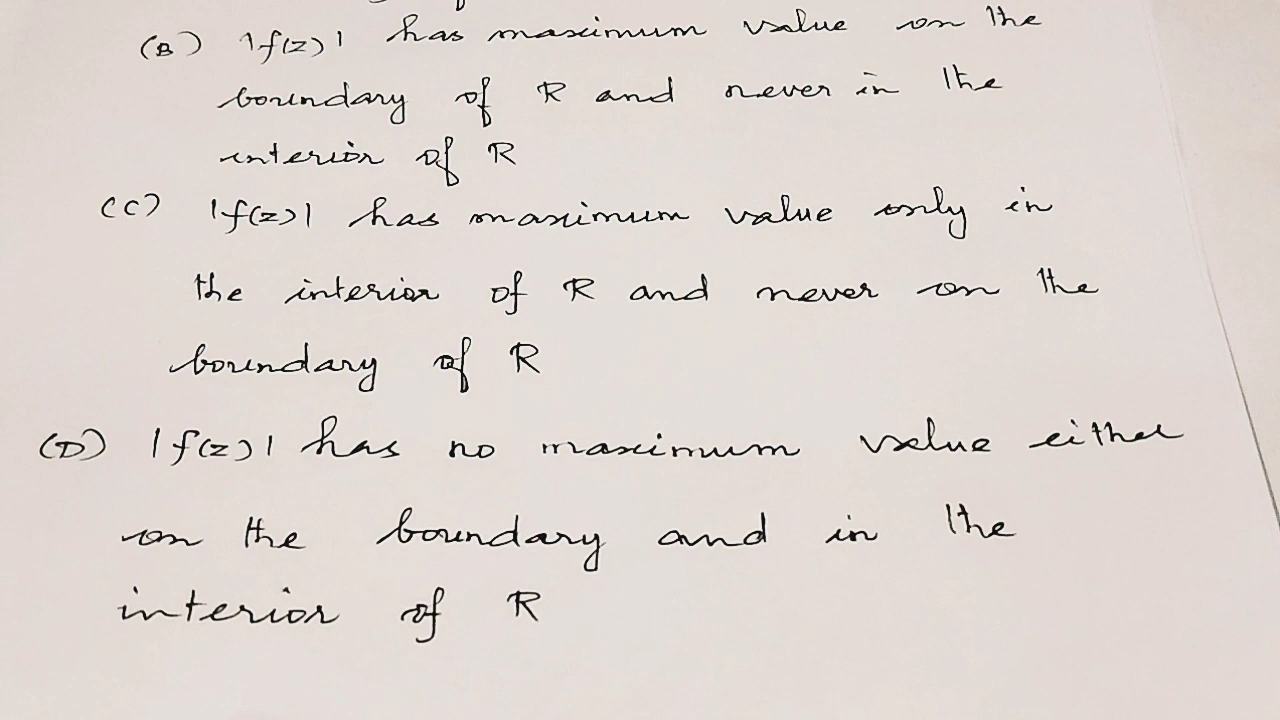 (B) |f(z)| has maximum value on the
boundary of R and never in the
interior of R
(C) |f(z)| has maximum value only in
the interior of R and never on the
boundary of R
(D) |f(z)| has no maximum value either
on the boundary and in the
interior of R